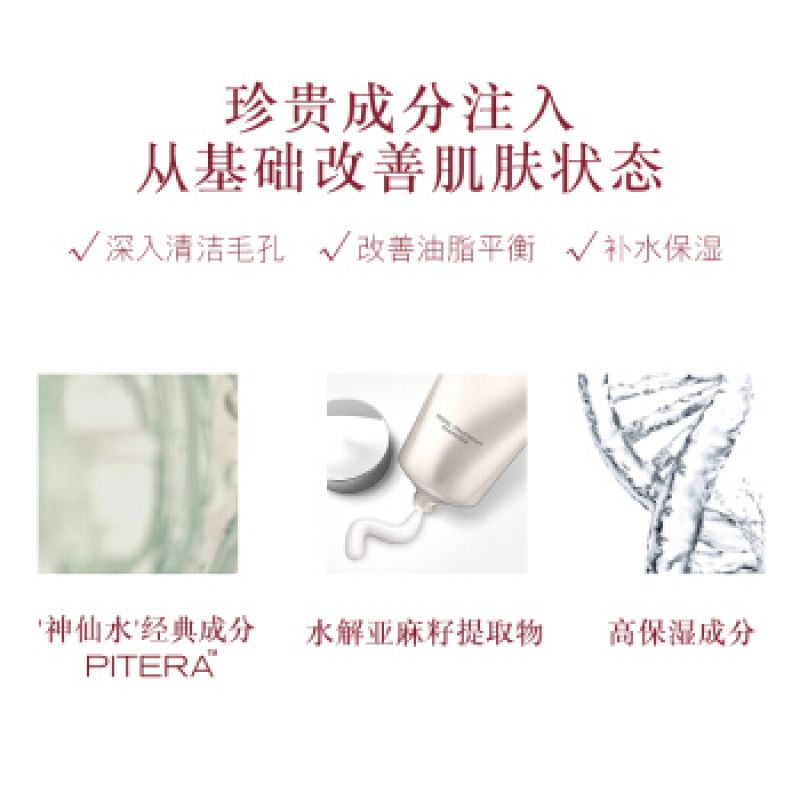 珍贵成分注入
从基础改善肌肤状态
√深入清洁毛孔 √改善油脂平衡 √补水保湿
'神仙水'经典成分 水解亚麻籽提取物 高保湿成分
PITERA™